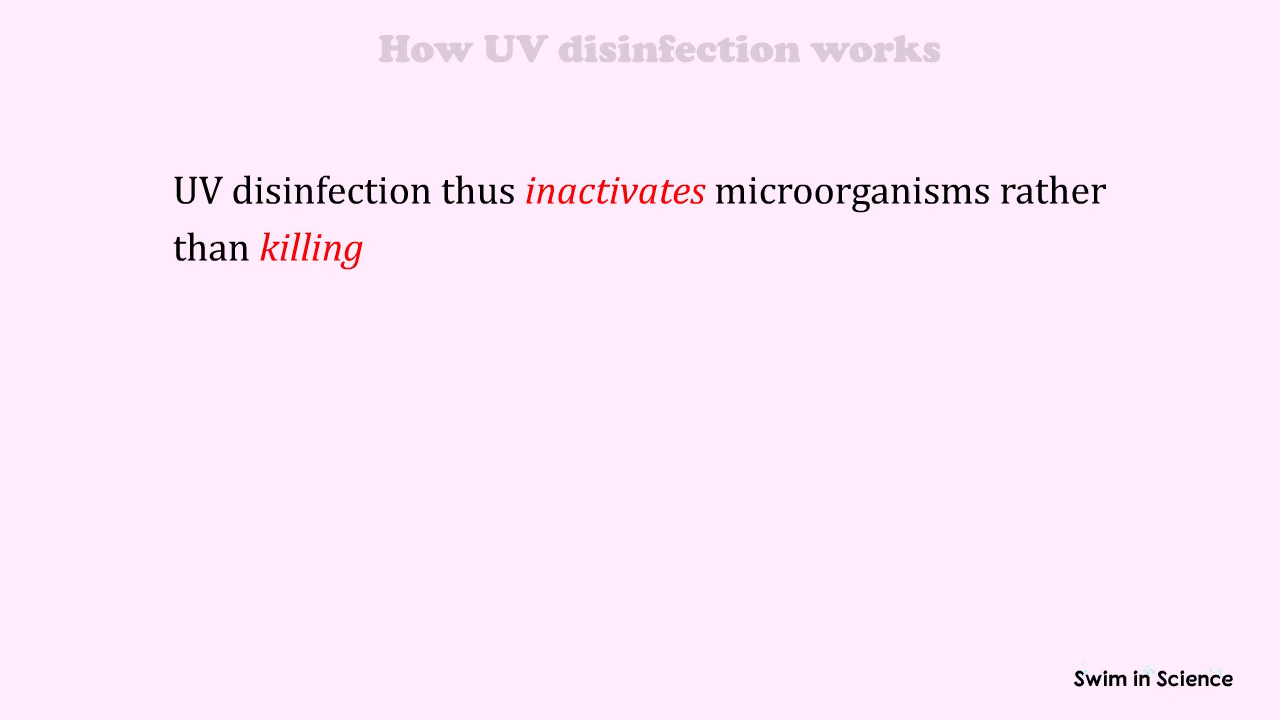 How UV disinfection works
UV disinfection thus inactivates microorganisms rather
than killing
Swim in Science